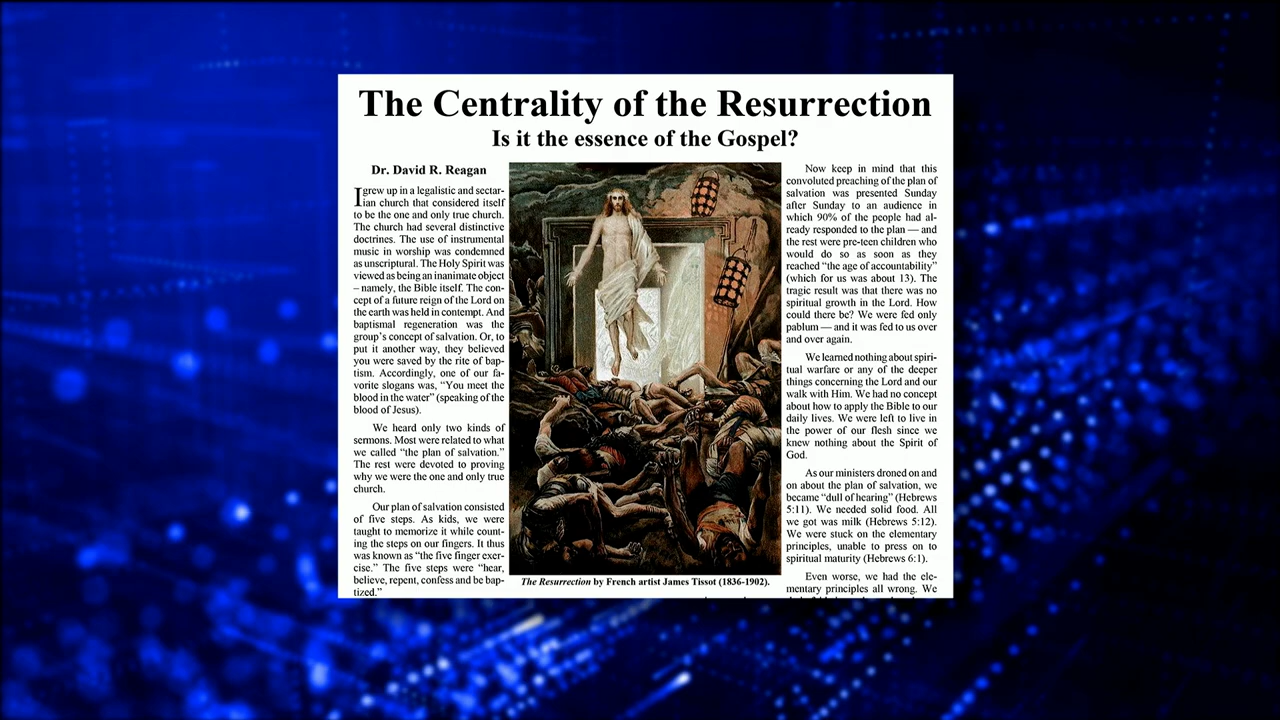 The Centrality of the Resurrection
Is it the essence of the Gospel?
Dr. David R. Reagan
I grew up in a legalistic and sectar-
ian church that considered itself
to be the one and only true church.
The church had several distinctive
doctrines. The use of instrumental
music in worship was condemned
as unscriptural. The Holy Spirit was
viewed as being an inanimate object
– namely, the Bible itself. The con-
cept of a future reign of the Lord on
the earth was held in contempt. And
baptismal regeneration was the
group's concept of salvation. Or, to
put it another way, they believed
you were saved by the rite of bap-
tism. Accordingly, one of our fa-
vorite slogans was, “You meet the
blood in the water” (speaking of the
blood of Jesus).
We heard only two kinds of
sermons. Most were related to what
we called “the plan of salvation.”
The rest were devoted to proving
why we were the one and only true
church.
Our plan of salvation consisted
of five steps. As kids, we were
taught to memorize it while count-
ing the steps on our fingers. It thus
was known as “the five finger exer-
cise.” The five steps were “hear,
believe, repent, confess and be bap-
tized.”
The Resurrection by French artist James Tissot (1836-1902).
Now keep in mind that this
convoluted preaching of the plan of
salvation was presented Sunday
after Sunday to an audience in
which 90% of the people had al-
ready responded to the plan — and
the rest were pre-teen children who
would do so as soon as they
reached “the age of accountability”
(which for us was about 13). The
tragic result was that there was no
spiritual growth in the Lord. How
could there be? We were fed only
pablum — and it was fed to us over
and over again.
We learned nothing about spiri-
tual warfare or any of the deeper
things concerning the Lord and our
walk with Him. We had no concept
about how to apply the Bible to our
daily lives. We were left to live in
the power of our flesh since we
knew nothing about the Spirit of
God.
As our ministers droned on and
on about the plan of salvation, we
became “dull of hearing” (Hebrews
5:11). We needed solid food. All
we got was milk (Hebrews 5:12).
We were stuck on the elementary
principles, unable to press on to
spiritual maturity (Hebrews 6:1).
Even worse, we had the ele-
mentary principles all wrong. We